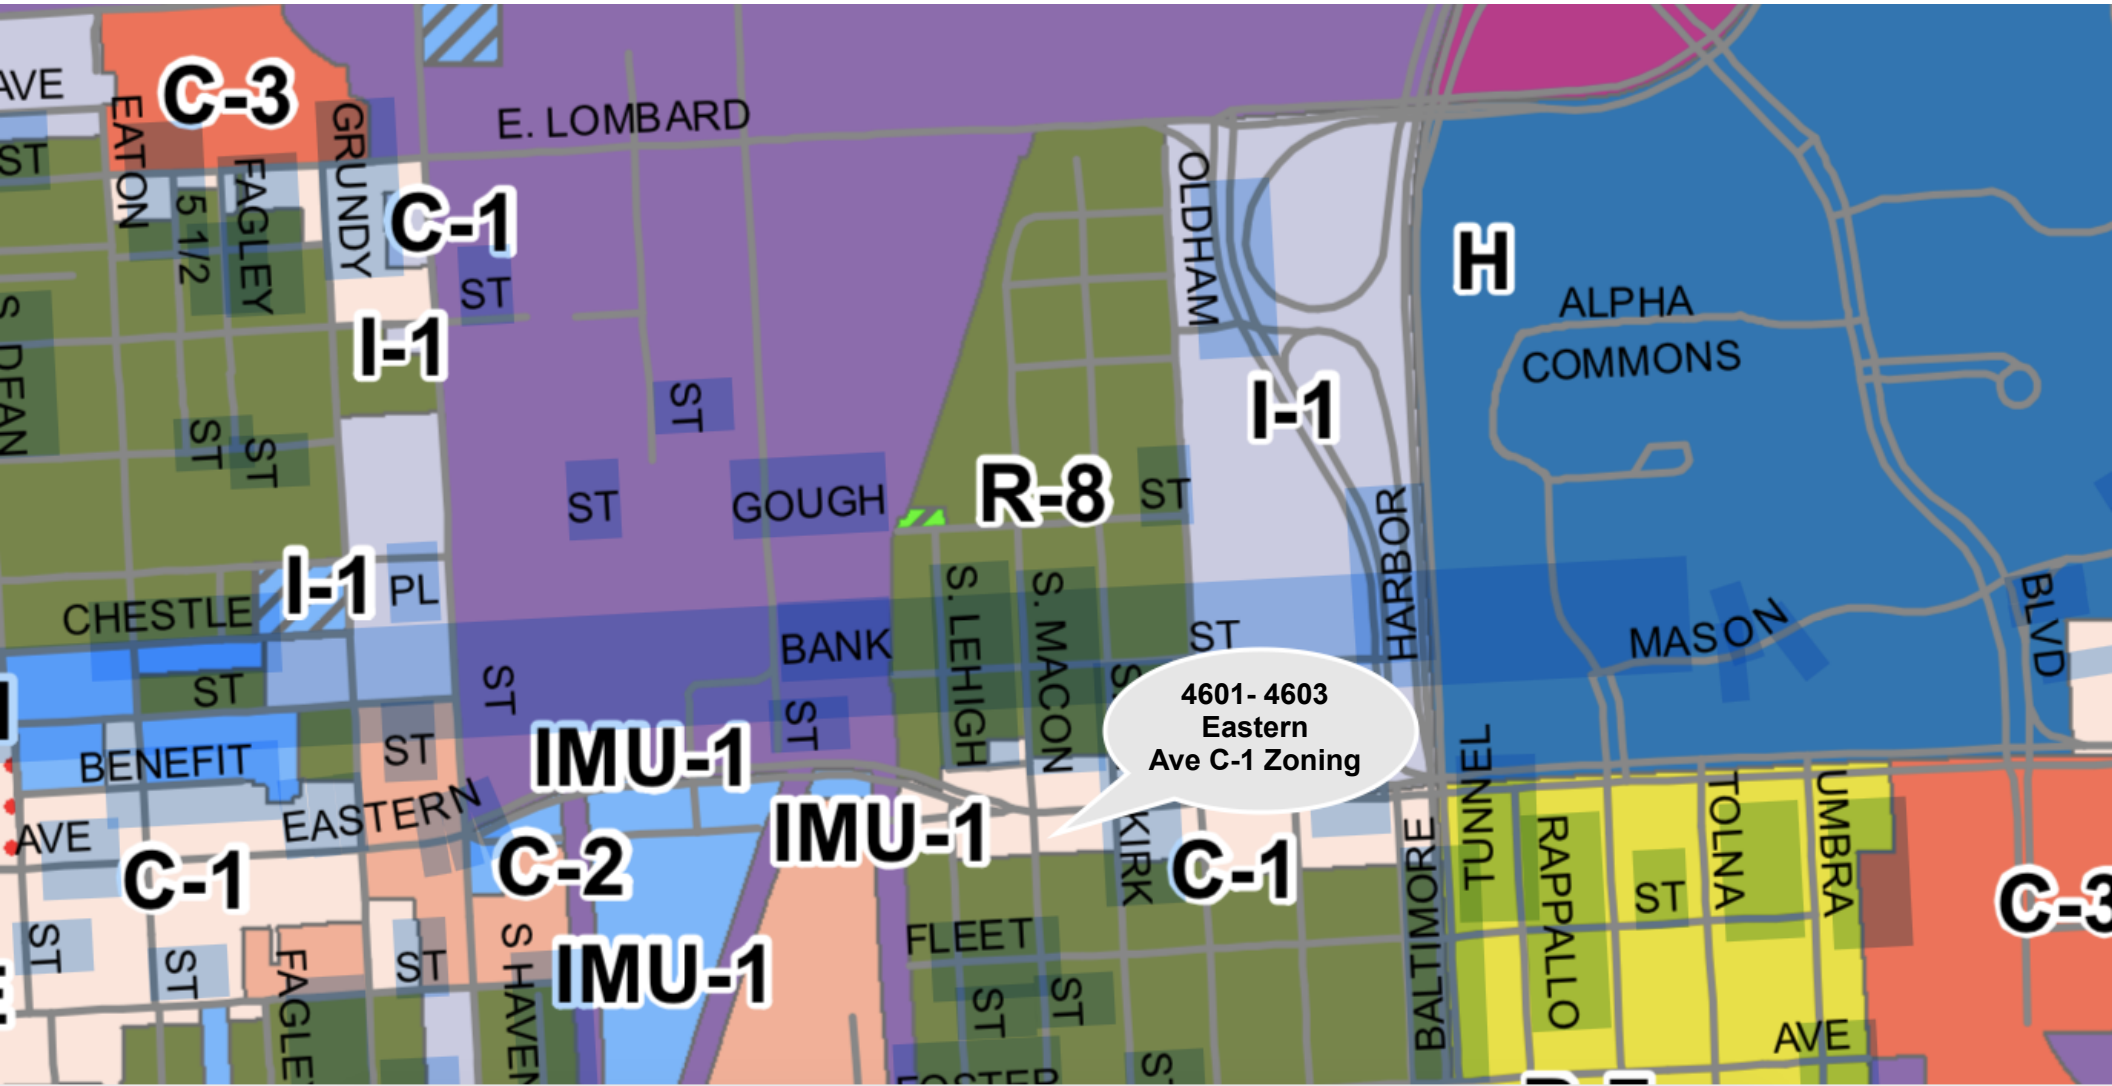 C-3
AVE
EATON
GRUNDY
E. LOMBARD
ST
5 1/2
FAGLEY
C-1
ST
OLDHAM
H
ALPHA
COMMONS
I-1
I-1
ST
ST
ST
ST
GOUGH
R-8
ST
HARBOR
I-1
PL
CHESTLE
S. LEHIGH
S. MACON
BANK
ST
MASON
BLVD
ST
ST
ST
4601- 4603
Eastern
Ave C-1 Zoning
BENEFIT
ST
IMU-1
EASTERN
AVE
C-1
C-2
IMU-1
KIRK
C-1
BALTIMORE
TUNNEL
RAPPALLO
ST
TOLNA
UMBRA
C-3
ST
ST
FAGLE
ST
S HAVEN
IMU-1
FLEET
ST
ST
AVE